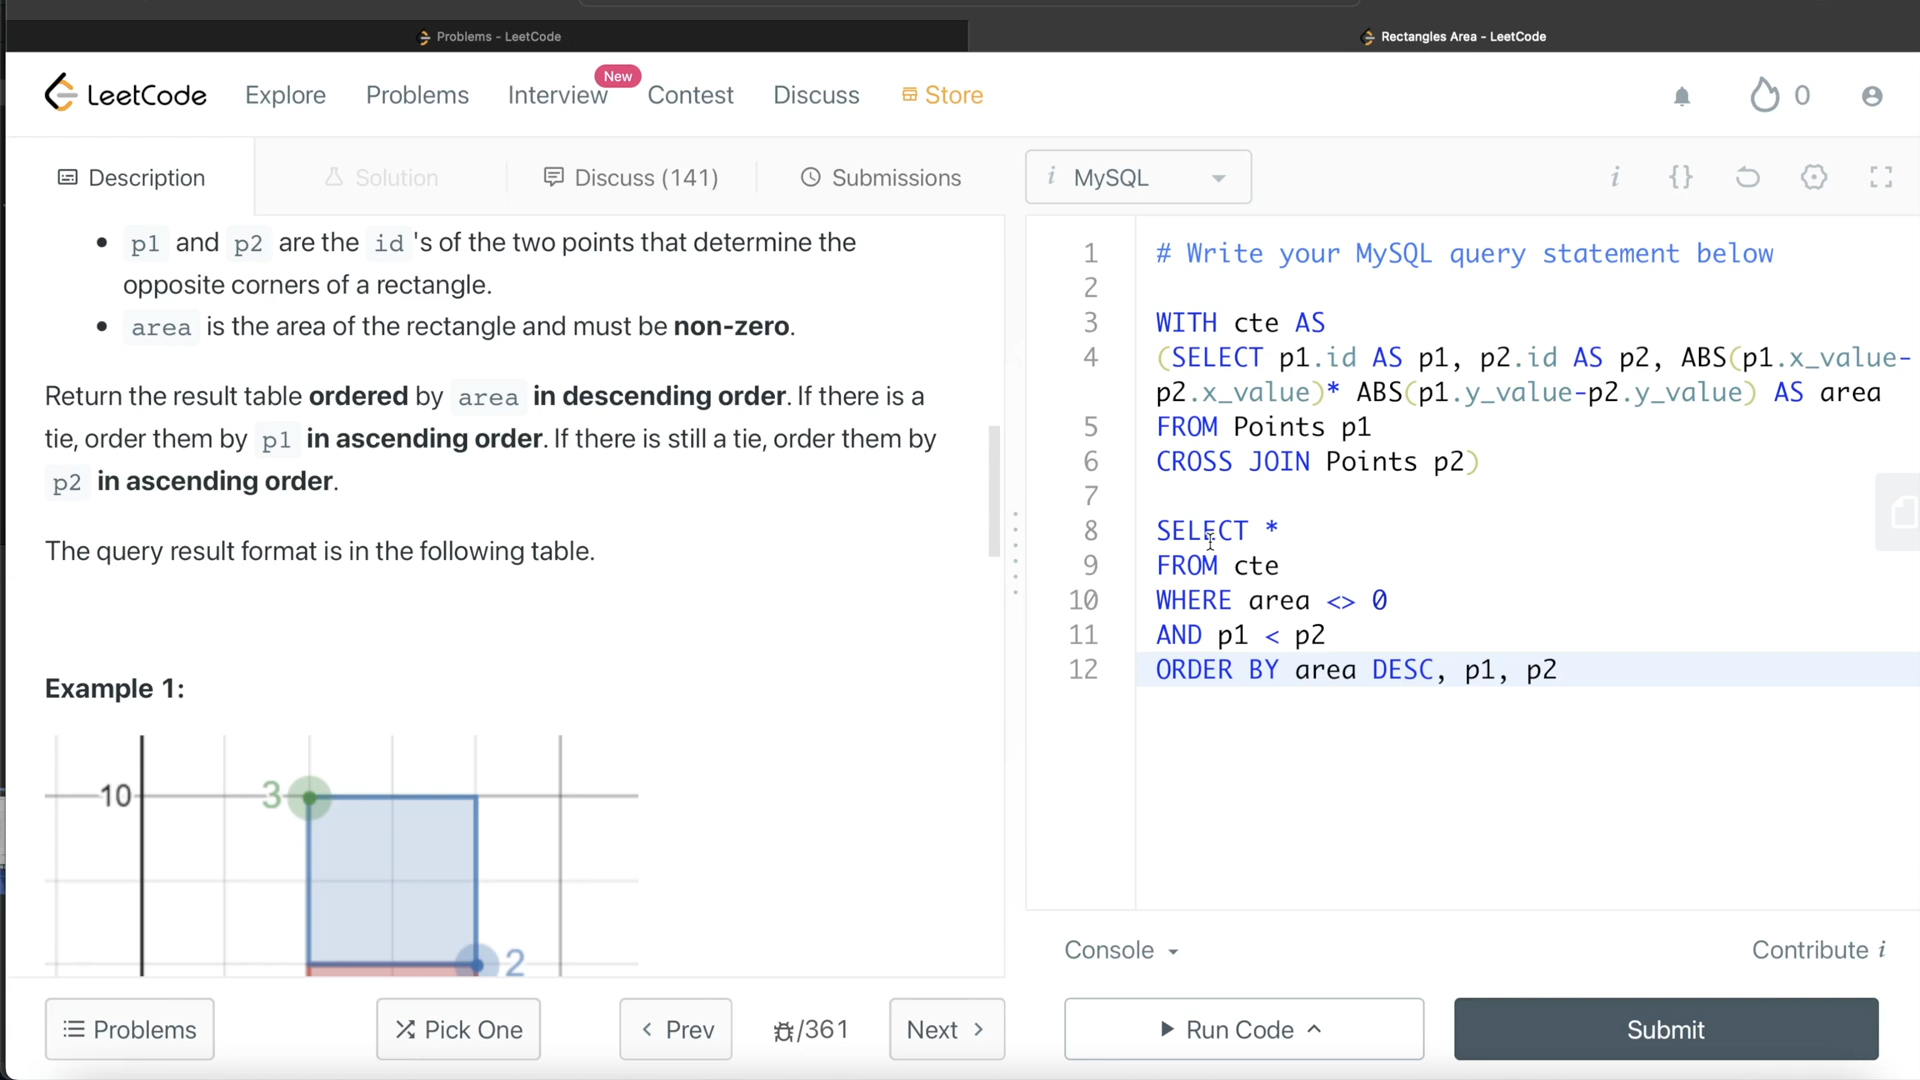 Problems - LeetCode
Rectangles Area - LeetCode
LeetCode
Explore
Problems
Interview
New
Contest
Discuss
Store
0
Description
Solution
Discuss (141)
Submissions
i MySQL
i
{}
• p1 and p2 are the id 's of the two points that determine the
opposite corners of a rectangle.
• area is the area of the rectangle and must be non-zero.
Return the result table ordered by area in descending order. If there is a
tie, order them by p1 in ascending order. If there is still a tie, order them by
p2 in ascending order.
The query result format is in the following table.
Example 1:
10
3
2
1 # Write your MySQL query statement below
2
3 WITH cte AS
4 (SELECT p1.id AS p1, p2.id AS p2, ABS(p1.x_value-
p2.x_value)* ABS(p1.y_value-p2.y_value) AS area
5 FROM Points p1
6 CROSS JOIN Points p2)
7
8 SELECT *
9 FROM cte
10 WHERE area <> 0
11 AND p1 < p2
12 ORDER BY area DESC, p1, p2
Console
Contribute i
Problems
Pick One
< Prev
/361
Next >
Run Code
Submit